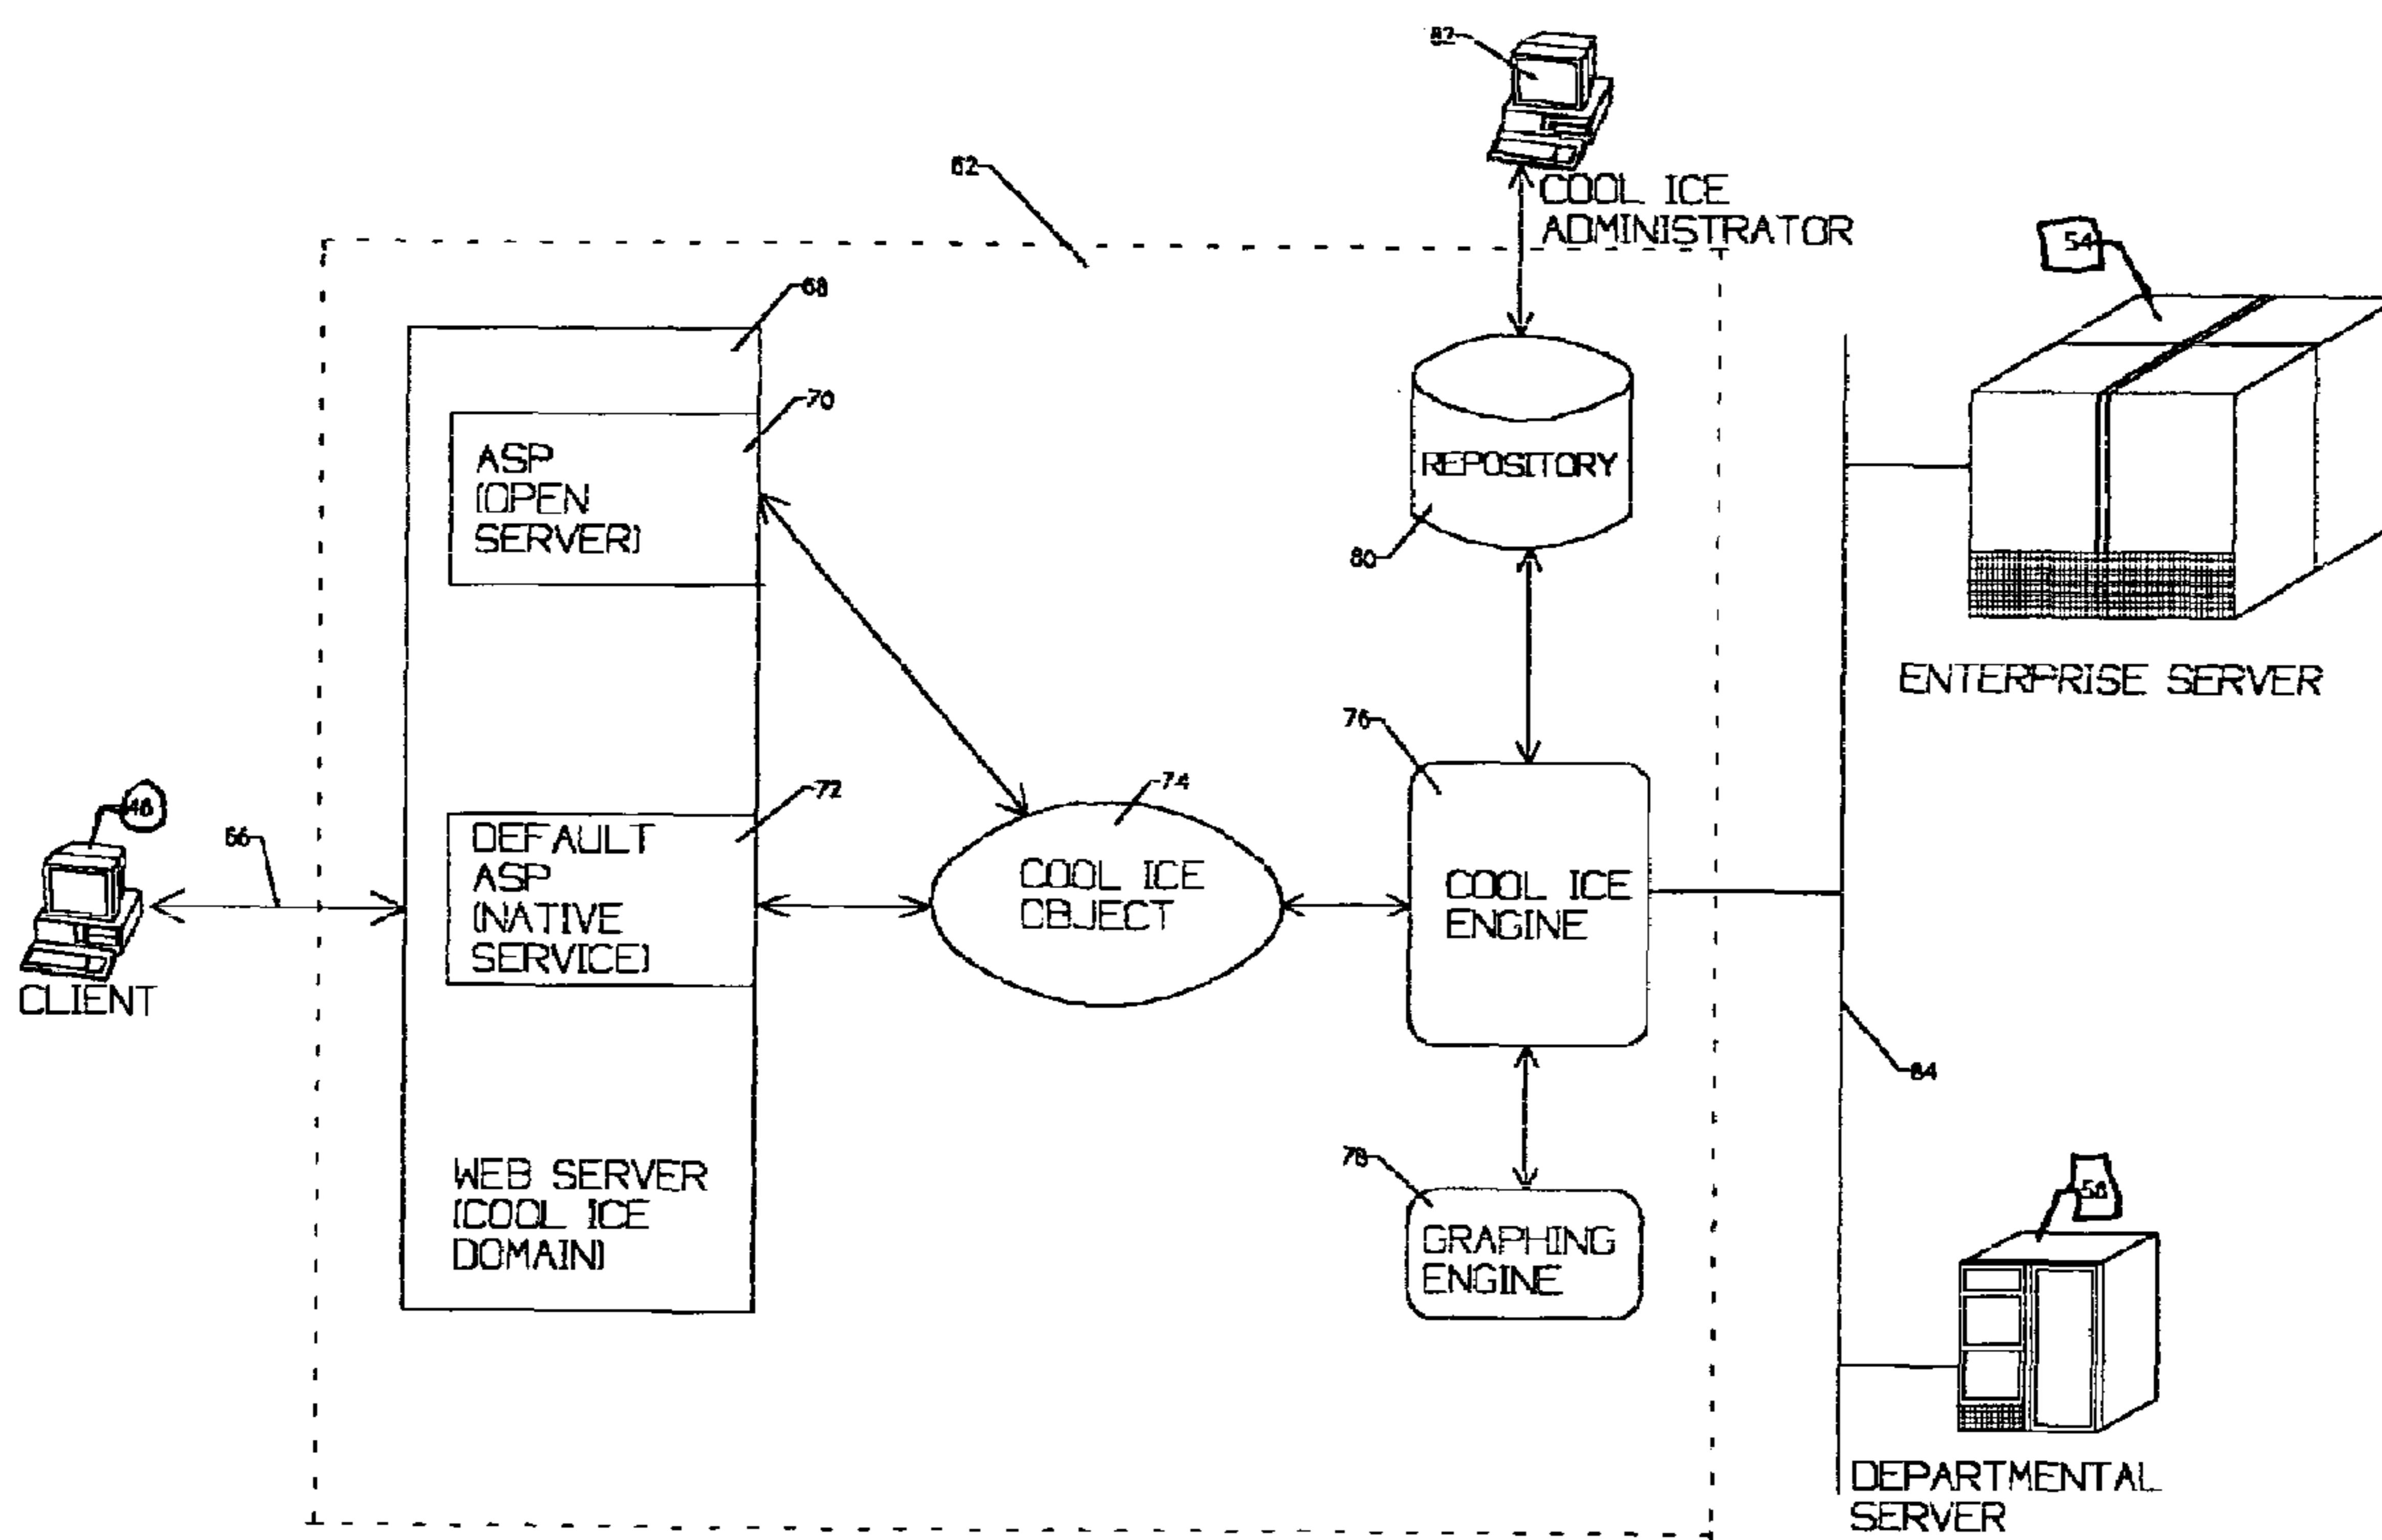 82
62
COOL ICE
ADMINISTRATOR
54
68
70
ASP
(OPEN
SERVER)
REPOSITORY
80
ENTERPRISE SERVER
76
72
74
48
66
DEFAULT
ASP
(NATIVE
SERVICE)
COOL ICE
OBJECT
COOL ICE
ENGINE
CLIENT
84
78
WEB SERVER
(COOL ICE
DOMAIN)
GRAPHING
ENGINE
58
DEPARTMENTAL
SERVER